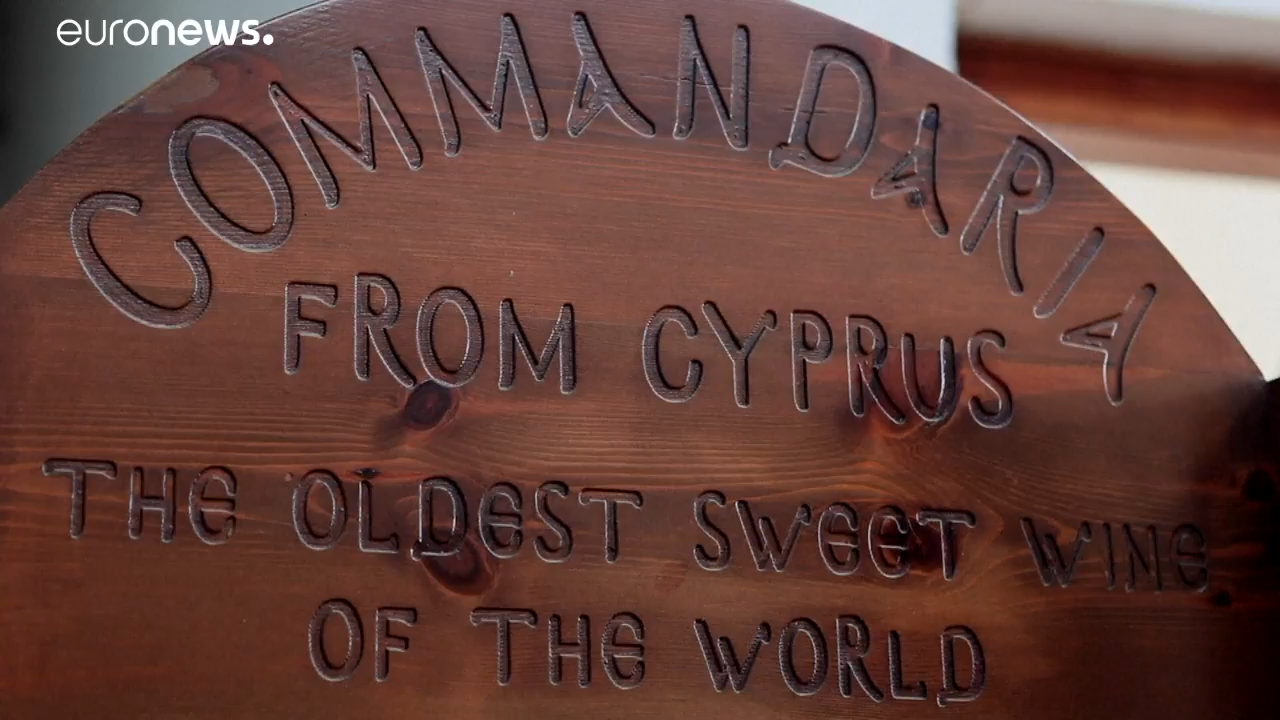 euronews.
COMMANDARIA
FROM CYPRUS
THE OLDEST SWEET WINE
OF THE WORLD